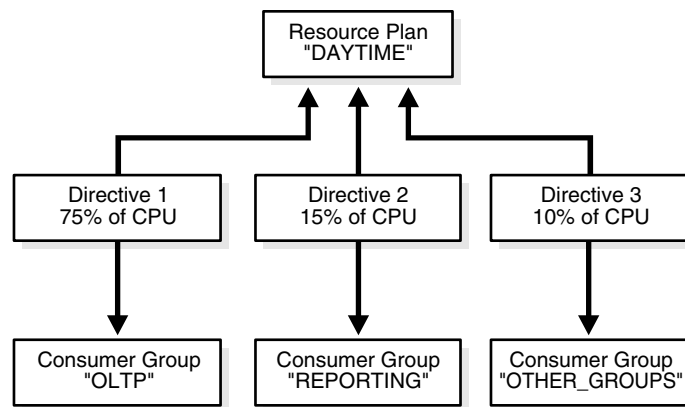 Resource Plan
"DAYTIME"
Directive 1
75% of CPU
Directive 2
15% of CPU
Directive 3
10% of CPU
Consumer Group
"OLTP"
Consumer Group
"REPORTING"
Consumer Group
"OTHER_GROUPS"